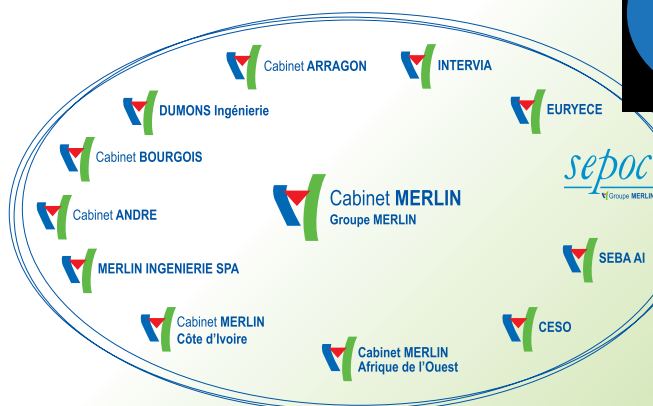 Cabinet ARRAGON
INTERVIA
DUMONS Ingénierie
EURYECE
Cabinet BOURGOIS
sepoc
Groupe MERLIN
Cabinet MERLIN
Groupe MERLIN
Cabinet ANDRE
MERLIN INGENIERIE SPA
SEBA AI
Cabinet MERLIN
Côte d'Ivoire
CESO
Cabinet MERLIN
Afrique de l'Ouest